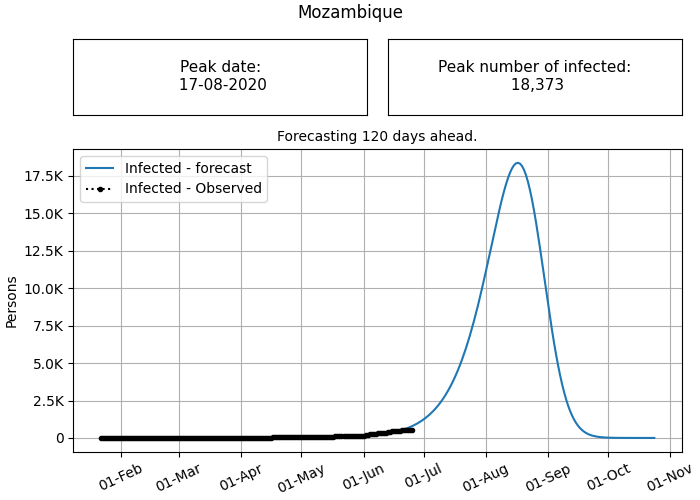 Mozambique
Peak date:
17-08-2020
Peak number of infected:
18,373
Forecasting 120 days ahead.
Infected - forecast
Infected - Observed
17.5K
15.0K
12.5K
10.0K
7.5K
5.0K
2.5K
0
Persons
01-Feb
01-Mar
01-Apr
01-May
01-Jun
01-Jul
01-Aug
01-Sep
01-Oct
01-Nov